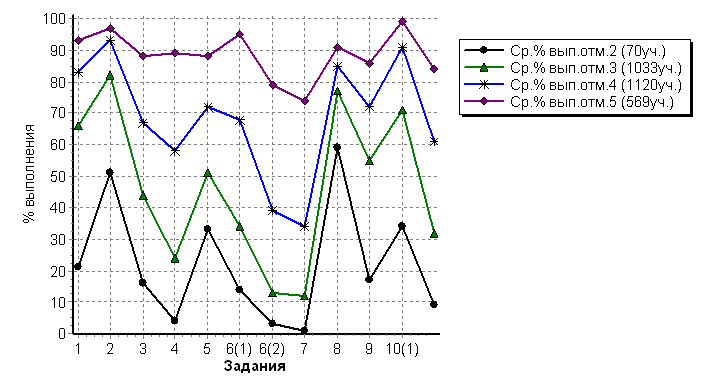 100
90
80
70
60
50
40
30
20
10
0
% выполнения
1 2 3 4 5 6(1) 6(2) 7 8 9 10(1)
Задания
Ср.% вып.отм.2 (70уч.)
Ср.% вып.отм.3 (1033уч.)
Ср.% вып.отм.4 (1120уч.)
Ср.% вып.отм.5 (569уч.)